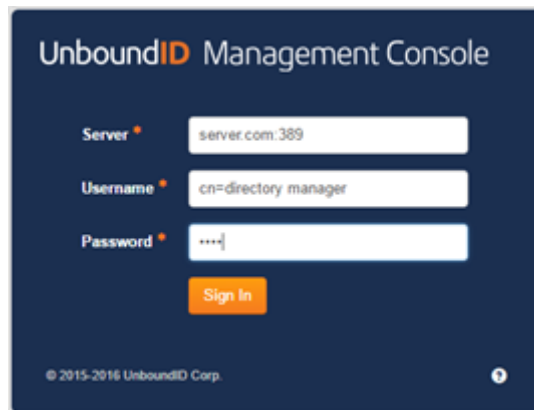 UnboundID Management Console
Server *
server.com:389
Username *
cn=directory manager
Password *
••••
Sign In
© 2015-2016 UnboundID Corp.
?